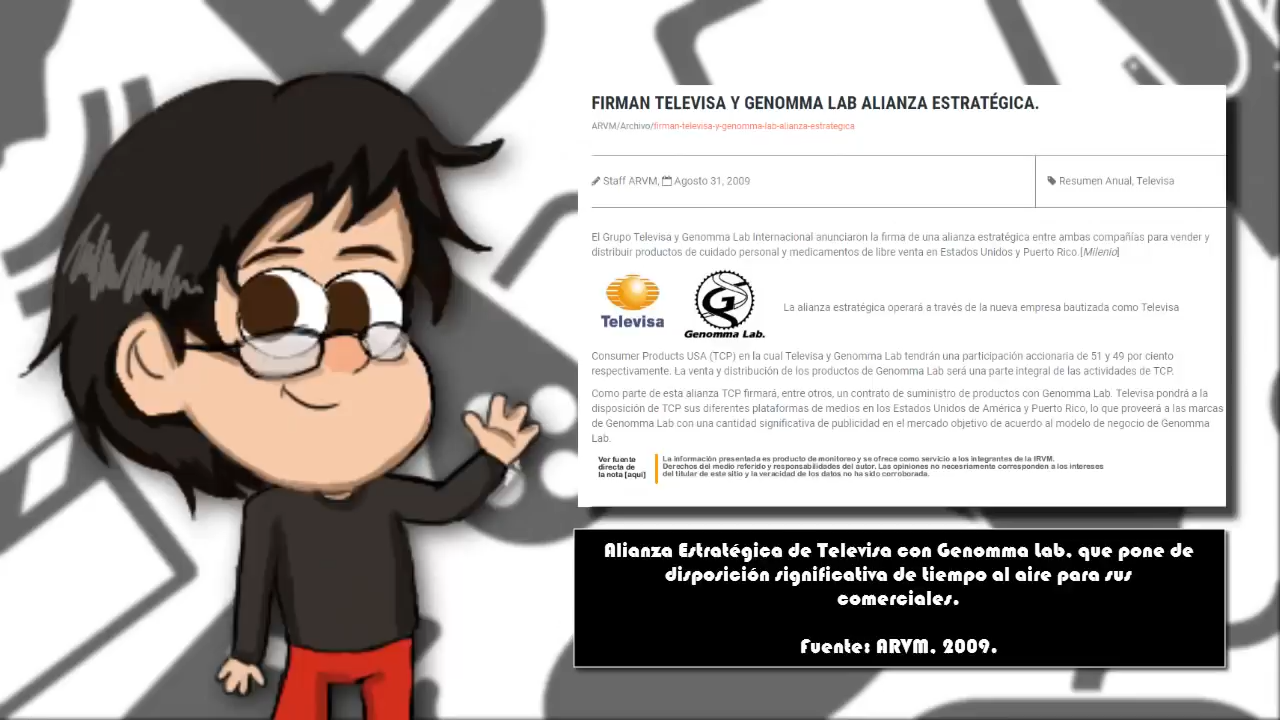 FIRMAN TELEVISA Y GENOMMA LAB ALIANZA ESTRATÉGICA.
ARVM/Archivo/firman-televisa-y-genomma-lab-alianza-estrategica
Staff ARVM, Agosto 31, 2009
Resumen Anual, Televisa
El Grupo Televisa y Genomma Lab Internacional anunciaron la firma de una alianza estratégica entre ambas compañías para vender y
distribuir productos de cuidado personal y medicamentos de libre venta en Estados Unidos y Puerto Rico.[Milenio]
Televisa
Genomma Lab.
La alianza estratégica operará a través de la nueva empresa bautizada como Televisa
Consumer Products USA (TCP) en la cual Televisa y Genomma Lab tendrán una participación accionaria de 51 y 49 por ciento
respectivamente. La venta y distribución de los productos de Genomma Lab será una parte integral de las actividades de TCP.
Como parte de esta alianza TCP firmará, entre otros, un contrato de suministro de productos con Genomma Lab. Televisa pondrá a la
disposición de TCP sus diferentes plataformas de medios en los Estados Unidos de América y Puerto Rico, lo que proveerá a las marcas
de Genomma Lab con una cantidad significativa de publicidad en el mercado objetivo de acuerdo al modelo de negocio de Genomma
Lab.
Ver fuente
directa de
la nota [aquí]
La información presentada es producto de monitoreo y se ofrece como servicio a los integrantes de la IRVM.
Derechos del medio referido y responsabilidades del autor. Las opiniones no necesriamente corresponden a los intereses
del titular de este sitio y la veracidad de los datos no ha sido corroborada.
Alianza Estratégica de Televisa con Genomma Lab, que pone de
disposición significativa de tiempo al aire para sus
comerciales.
Fuente: ARVM, 2009.